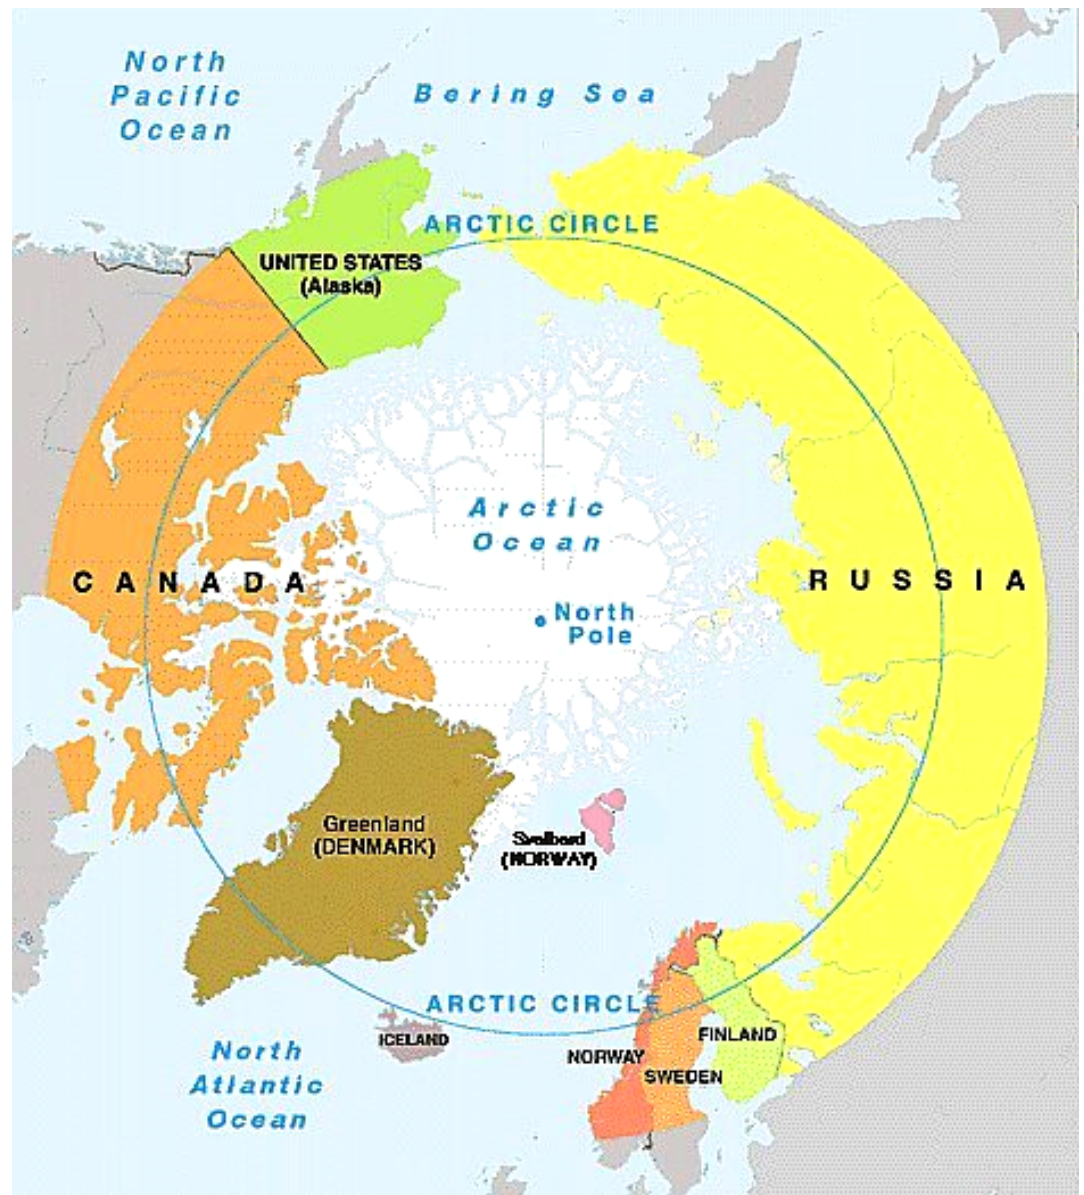 North
Pacific
Ocean
Bering Sea
ARCTIC CIRCLE
UNITED STATES
(Alaska)
Arctic
Ocean
CANADA
RUSSIA
North
Pole
Greenland
(DENMARK)
Svalbard
(NORWAY)
ARCTIC CIRCLE
ICELAND
FINLAND
NORWAY
SWEDEN
North
Atlantic
Ocean